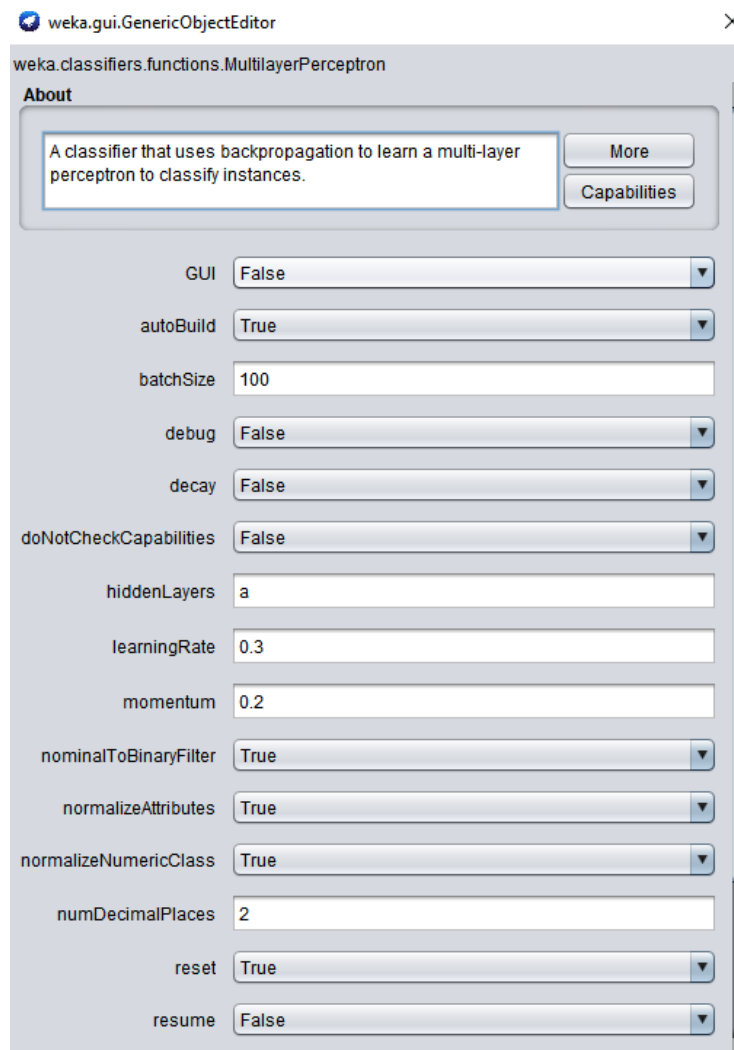 weka.gui.GenericObjectEditor
weka.classifiers.functions.MultilayerPerceptron
About
A classifier that uses backpropagation to learn a multi-layer
perceptron to classify instances.
More
Capabilities
GUI False
autoBuild True
batchSize 100
debug False
decay False
doNotCheckCapabilities False
hiddenLayers a
learningRate 0.3
momentum 0.2
nominalToBinaryFilter True
normalizeAttributes True
normalizeNumericClass True
numDecimalPlaces 2
reset True
resume False